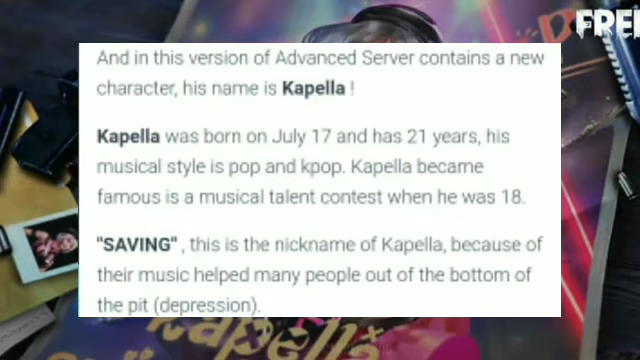 FREE
And in this version of Advanced Server contains a new
character, his name is Kapella !
Kapella was born on July 17 and has 21 years, his
musical style is pop and kpop. Kapella became
famous is a musical talent contest when he was 18.
"SAVING" , this is the nickname of Kapella, because of
their music helped many people out of the bottom of
the pit (depression).
Kapella